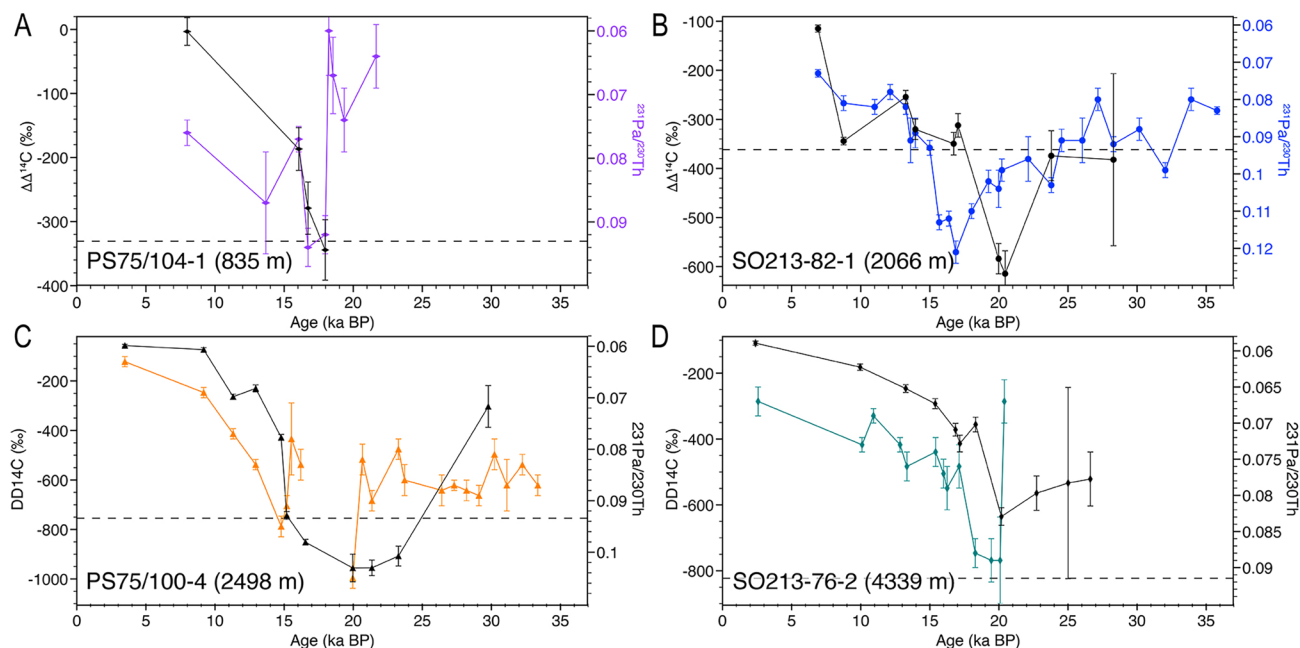 A
0
-100
-200
-300
-400
ΔΔ¹⁴C (‰)
0.06
0.07
0.08
0.09
²³¹Pa/²³⁰Th
PS75/104-1 (835 m)
0 5 10 15 20 25 30 35
Age (ka BP)
B
-100
-200
-300
-400
-500
-600
ΔΔ¹⁴C (‰)
0.06
0.07
0.08
0.09
0.1
0.11
0.12
²³¹Pa/²³⁰Th
SO213-82-1 (2066 m)
0 5 10 15 20 25 30 35
Age (ka BP)
C
-200
-400
-600
-800
-1000
DD14C (‰)
0.06
0.07
0.08
0.09
0.1
231Pa/230Th
PS75/100-4 (2498 m)
0 5 10 15 20 25 30 35
Age (ka BP)
D
-200
-400
-600
-800
DD14C (‰)
0.06
0.065
0.07
0.075
0.08
0.085
0.09
231Pa/230Th
SO213-76-2 (4339 m)
0 5 10 15 20 25 30 35
Age (ka BP)